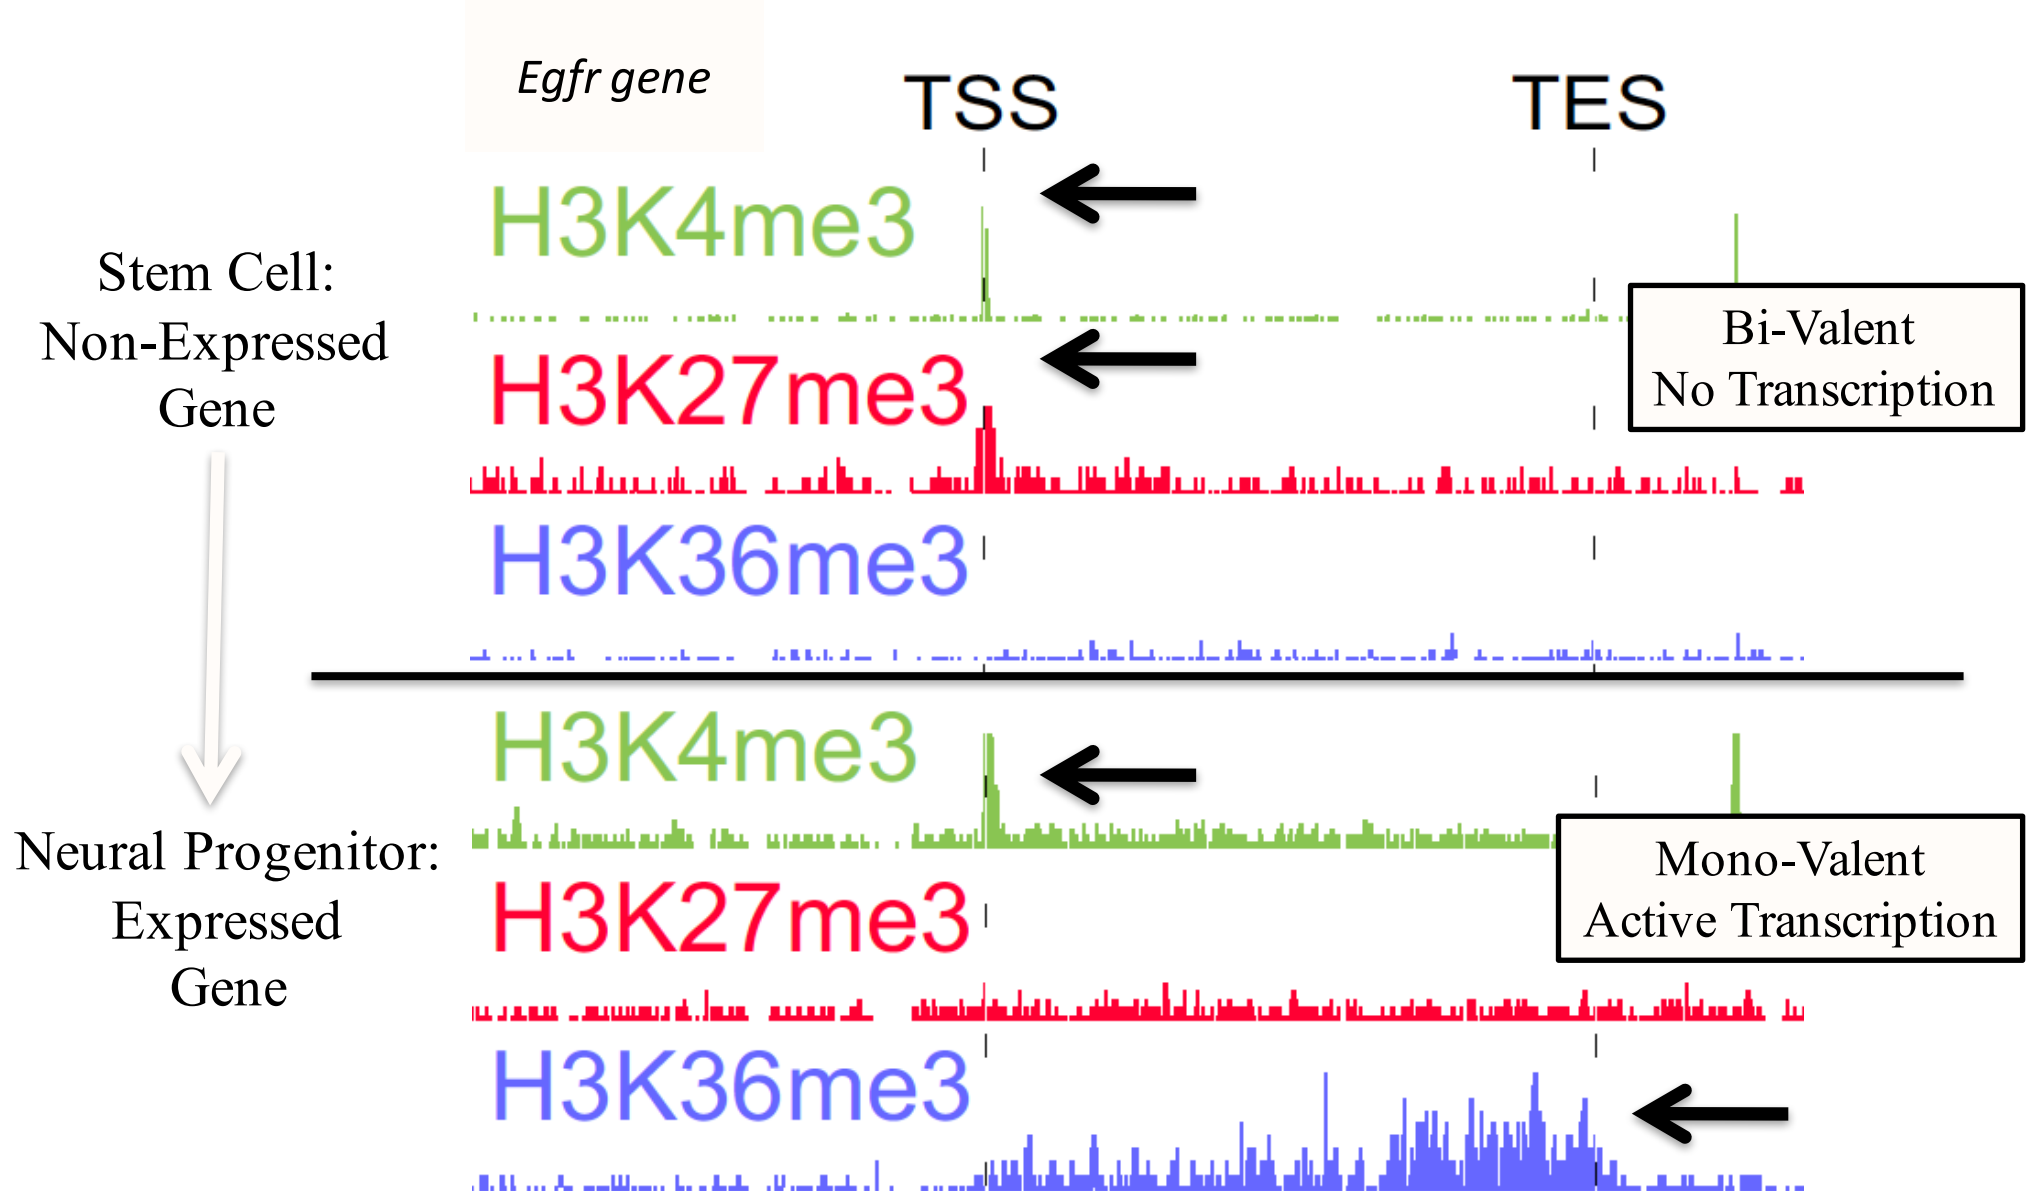 Egfr gene
TSS
TES
H3K4me3
Stem Cell:
Non-Expressed
Gene
Bi-Valent
No Transcription
H3K27me3
H3K36me3
H3K4me3
Neural Progenitor:
Expressed
Gene
Mono-Valent
Active Transcription
H3K27me3
H3K36me3